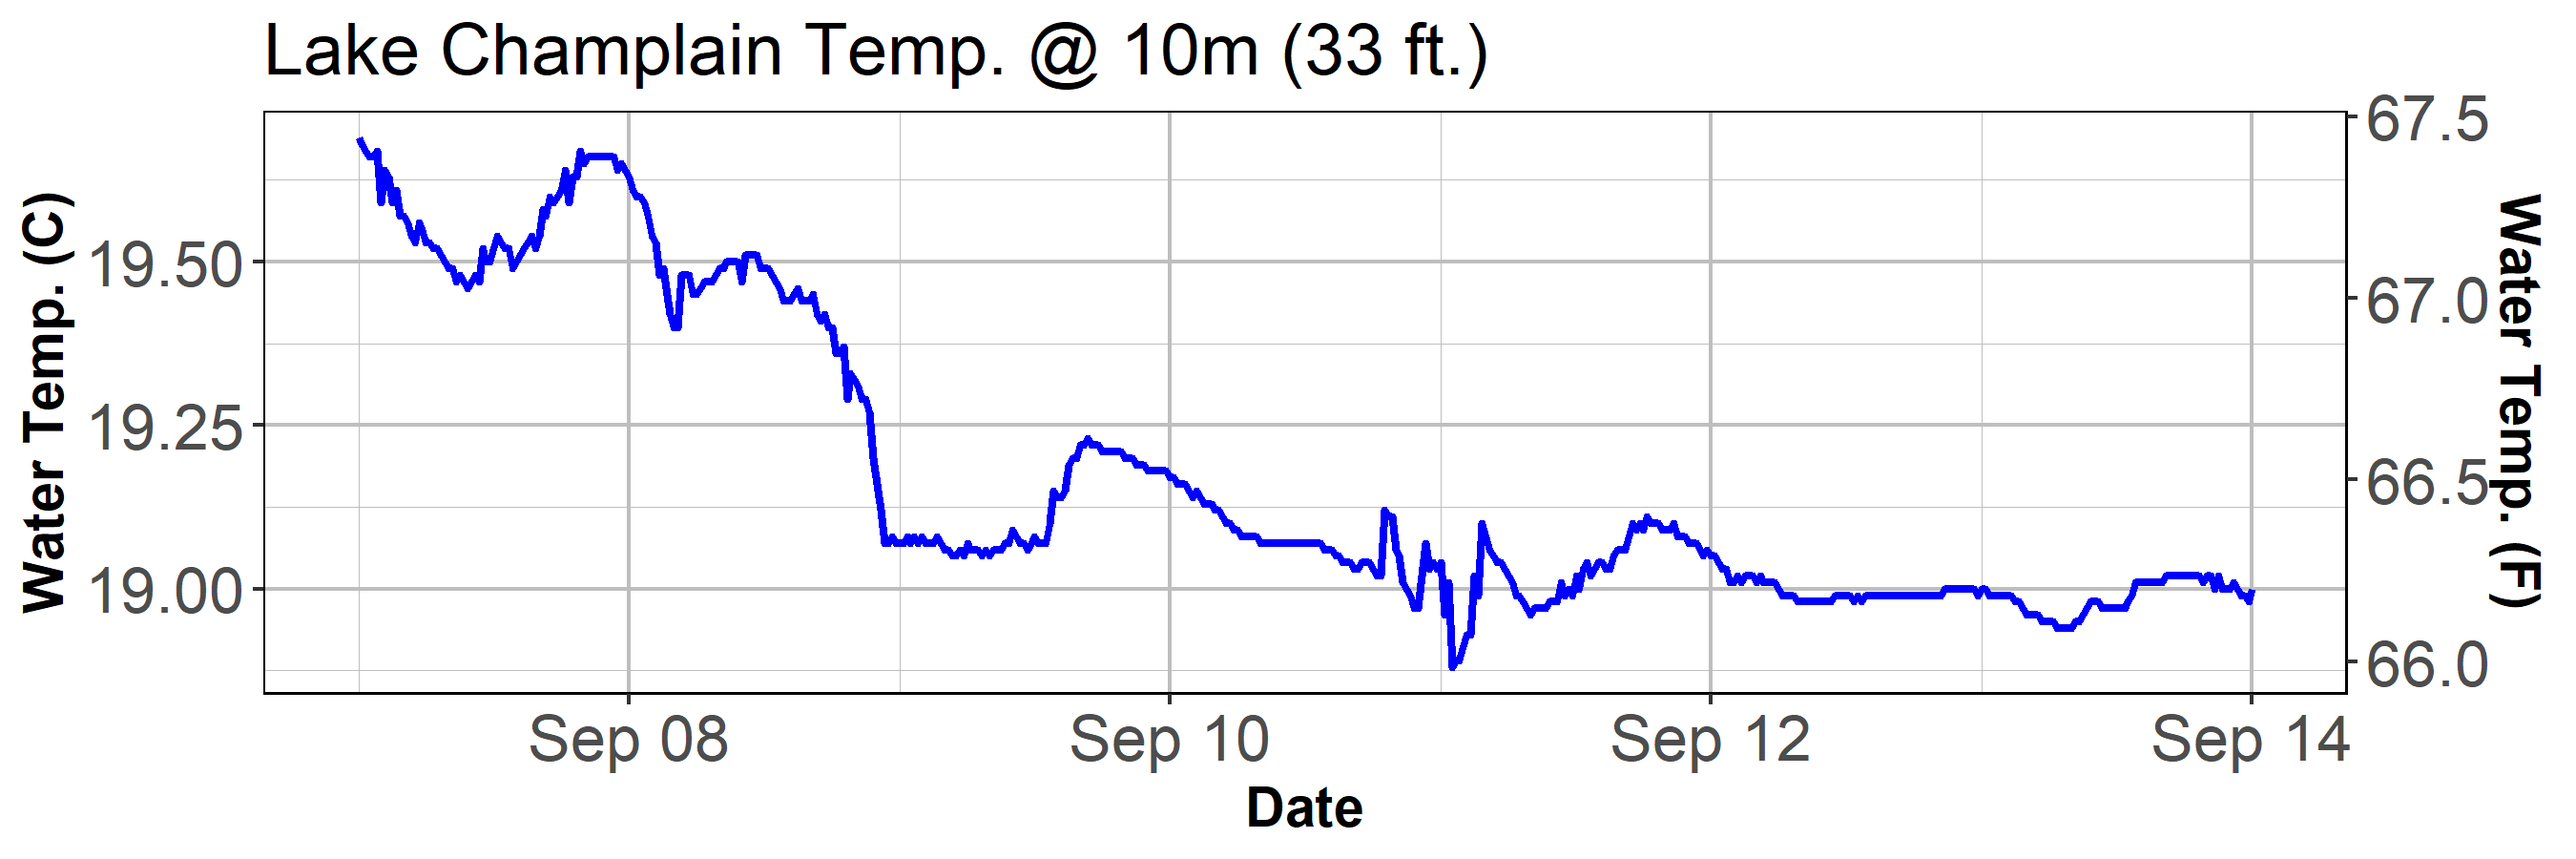 Lake Champlain Temp. @ 10m (33 ft.)
Water Temp. (C)
19.50
19.25
19.00
67.5
67.0
66.5
66.0
Water Temp. (F)
Sep 08
Sep 10
Sep 12
Sep 14
Date